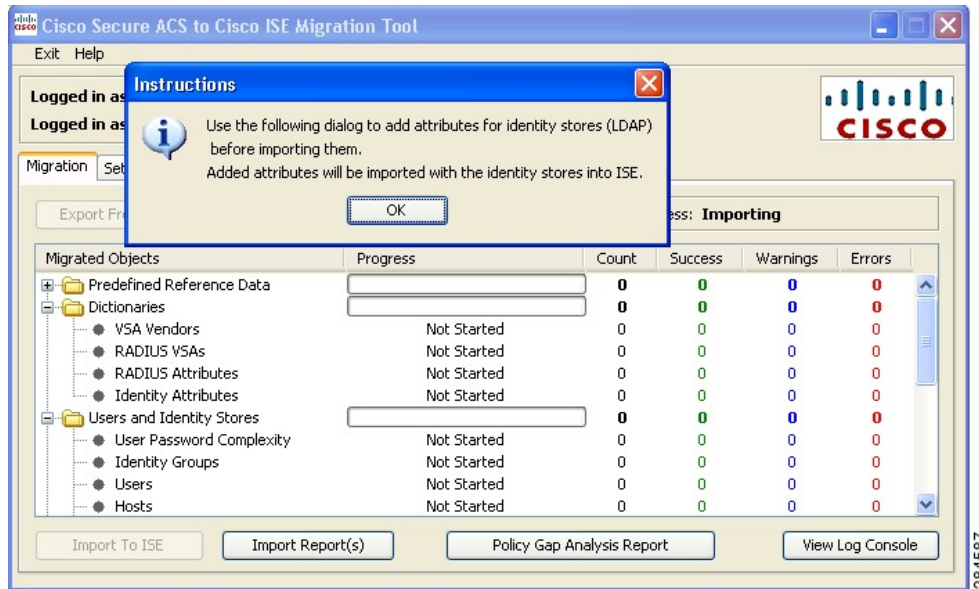 Cisco Secure ACS to Cisco ISE Migration Tool
Exit Help
Logged in as
Logged in as
CISCO
Instructions
Use the following dialog to add attributes for identity stores (LDAP)
before importing them.
Added attributes will be imported with the identity stores into ISE.
OK
Migration
Export
Importing
Migrated Objects Progress Count Success Warnings Errors
Predefined Reference Data 0 0 0 0
Dictionaries 0 0 0 0
VSA Vendors Not Started 0 0 0 0
RADIUS VSAs Not Started 0 0 0 0
RADIUS Attributes Not Started 0 0 0 0
Identity Attributes Not Started 0 0 0 0
Users and Identity Stores 0 0 0 0
User Password Complexity Not Started 0 0 0 0
Identity Groups Not Started 0 0 0 0
Users Not Started 0 0 0 0
Hosts Not Started 0 0 0 0
Import To ISE Import Report(s) Policy Gap Analysis Report View Log Console